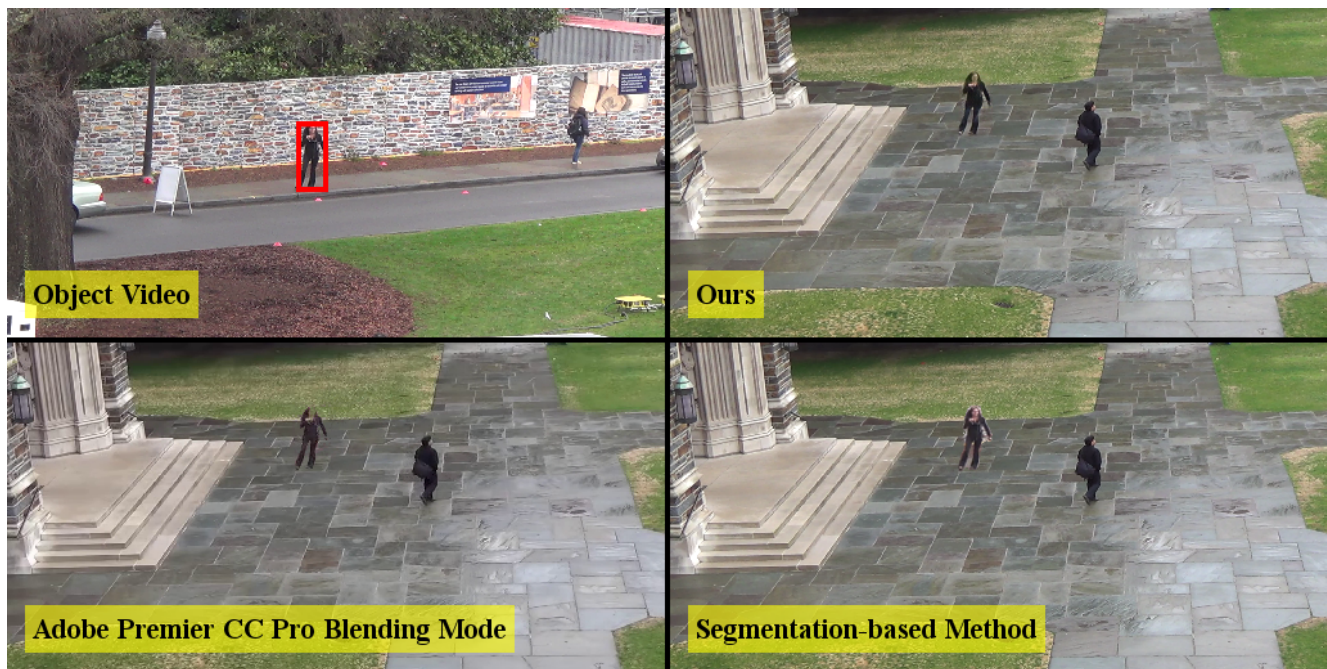 Object Video
Ours
Adobe Premier CC Pro Blending Mode
Segmentation-based Method